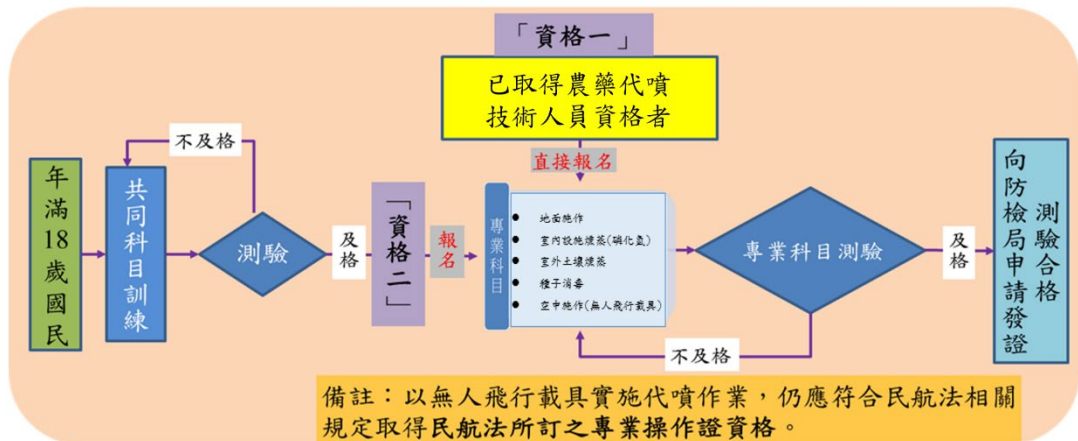 「資格一」
已取得農藥代噴
技術人員資格者
直接報名
年滿18歲國民
共同科目訓練
不及格
測驗
及格
「資格二」
報名
專業科目
地面施作
室內設施燻蒸(磷化氫)
室外土壤燻蒸
種子消毒
空中施作(無人飛行載具)
專業科目測驗
不及格
及格
測驗合格
向防檢局申請發證
備註：以無人飛行載具實施代噴作業，仍應符合民航法相關
規定取得民航法所訂之專業操作證資格。